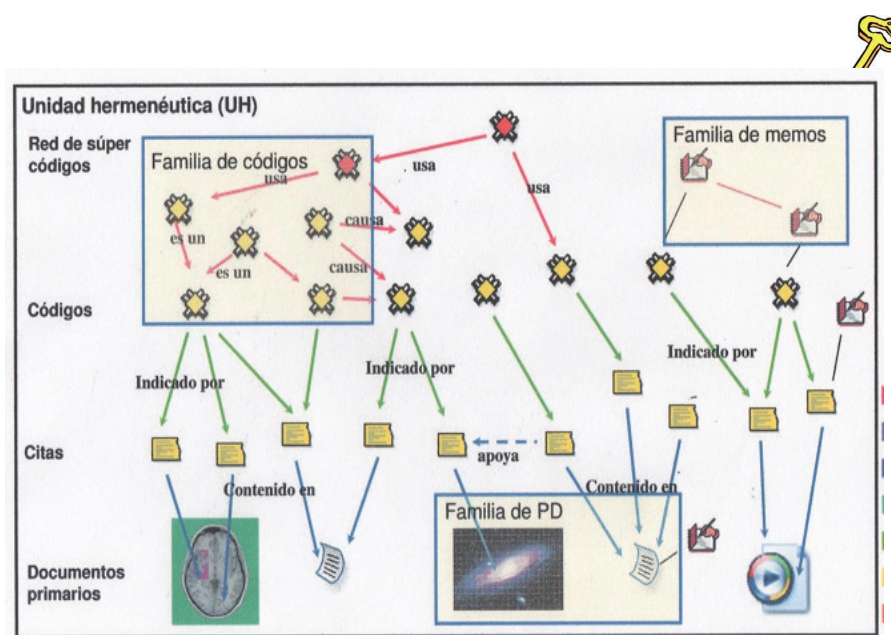 Unidad hermenéutica (UH)
Red de súper
códigos
Familia de códigos
Familia de memos
usa
usa
usa
causa
es un
es un
causa
Códigos
Indicado por
Indicado por
Indicado por
Citas
apoya
Contenido en
Contenido en
Familia de PD
Documentos
primarios